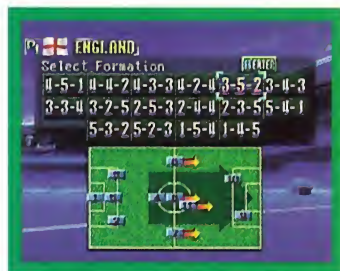 P1 ENGLAND
Select Formation
4-5-1 4-4-2 4-3-3 4-2-4 3-5-2 3-4-3
3-3-4 3-2-5 2-5-3 2-4-4 2-3-5 5-4-1
5-3-2 5-2-3 1-5-4 1-4-5